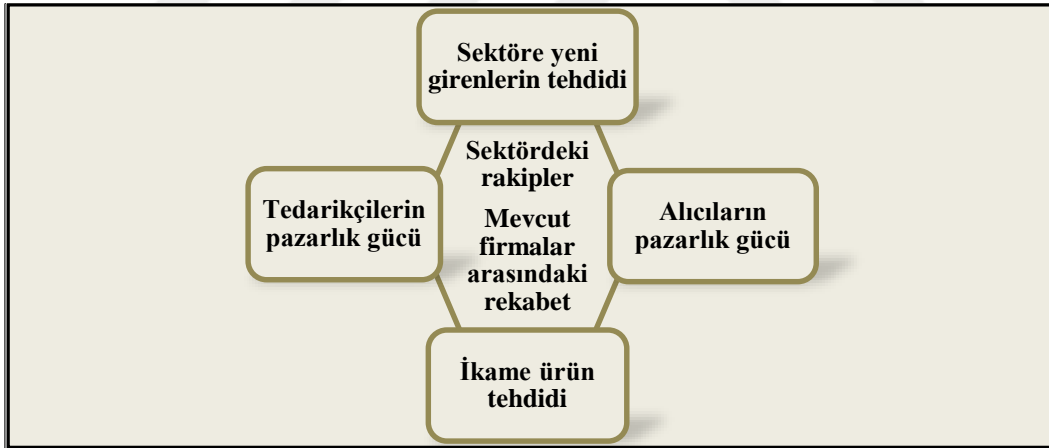 Sektöre yeni
girenlerin tehdidi
Sektördeki
rakipler
Tedarikçilerin
pazarlık gücü
Mevcut
firmalar
arasındaki
rekabet
Alıcıların
pazarlık gücü
İkame ürün
tehdidi